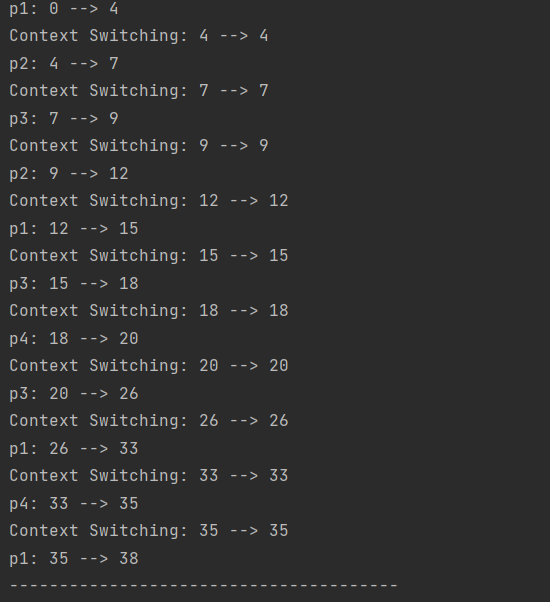 p1: 0 --> 4
Context Switching: 4 --> 4
p2: 4 --> 7
Context Switching: 7 --> 7
p3: 7 --> 9
Context Switching: 9 --> 9
p2: 9 --> 12
Context Switching: 12 --> 12
p1: 12 --> 15
Context Switching: 15 --> 15
p3: 15 --> 18
Context Switching: 18 --> 18
p4: 18 --> 20
Context Switching: 20 --> 20
p3: 20 --> 26
Context Switching: 26 --> 26
p1: 26 --> 33
Context Switching: 33 --> 33
p4: 33 --> 35
Context Switching: 35 --> 35
p1: 35 --> 38
---------------------------------------